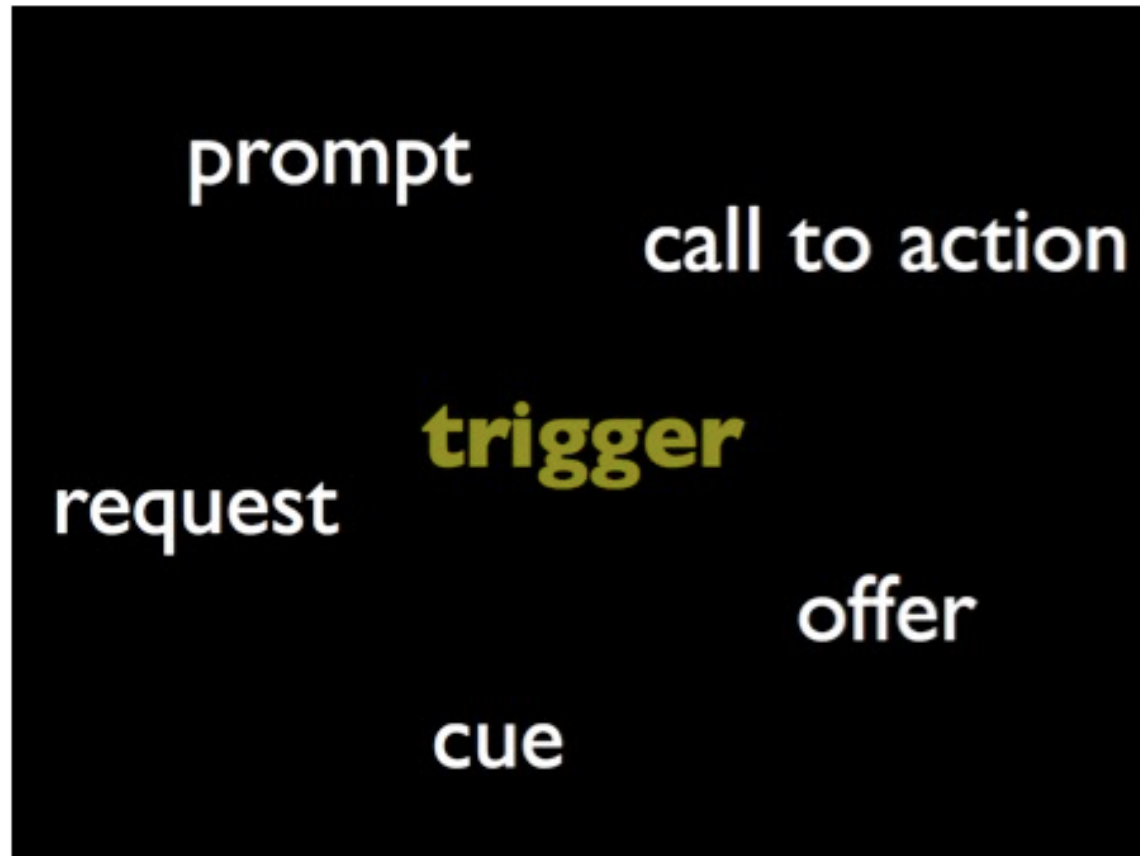 prompt
call to action
trigger
request
offer
cue